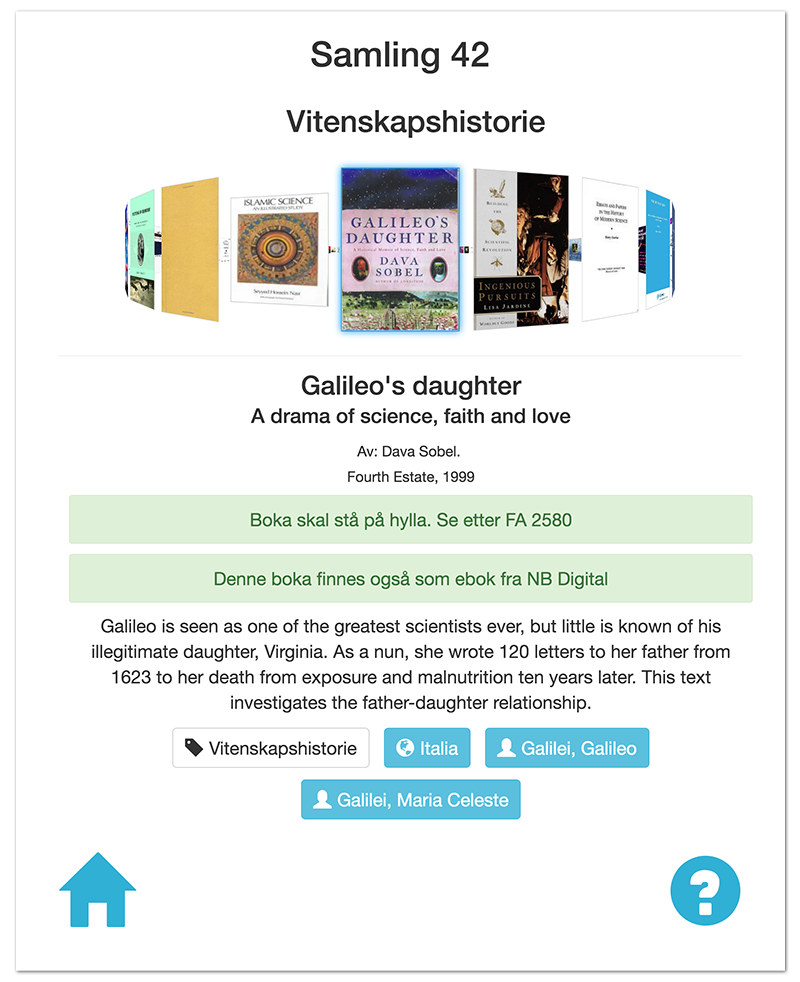 Samling 42
Vitenskapshistorie
ISLAMIC SCIENCE
AN ILLUSTRATED STUDY
Seyyed Hossein Nasr
GALILEO'S
DAUGHTER
A Historical Memoir of Science, Faith and Love
DAVA
SOBEL
AUTHOR OF LONGITUDE
BUILDING
THE
SCIENTIFIC
REVOLUTION
INGENIOUS
PURSUITS
LISA JARDINE
ESSAYS AND PAPERS
IN THE HISTORY
OF MODERN SCIENCE
Galileo's daughter
A drama of science, faith and love
Av: Dava Sobel.
Fourth Estate, 1999
Boka skal stå på hylla. Se etter FA 2580
Denne boka finnes også som ebok fra NB Digital
Galileo is seen as one of the greatest scientists ever, but little is known of his
illegitimate daughter, Virginia. As a nun, she wrote 120 letters to her father from
1623 to her death from exposure and malnutrition ten years later. This text
investigates the father-daughter relationship.
Vitenskapshistorie
Italia
Galilei, Galileo
Galilei, Maria Celeste
?